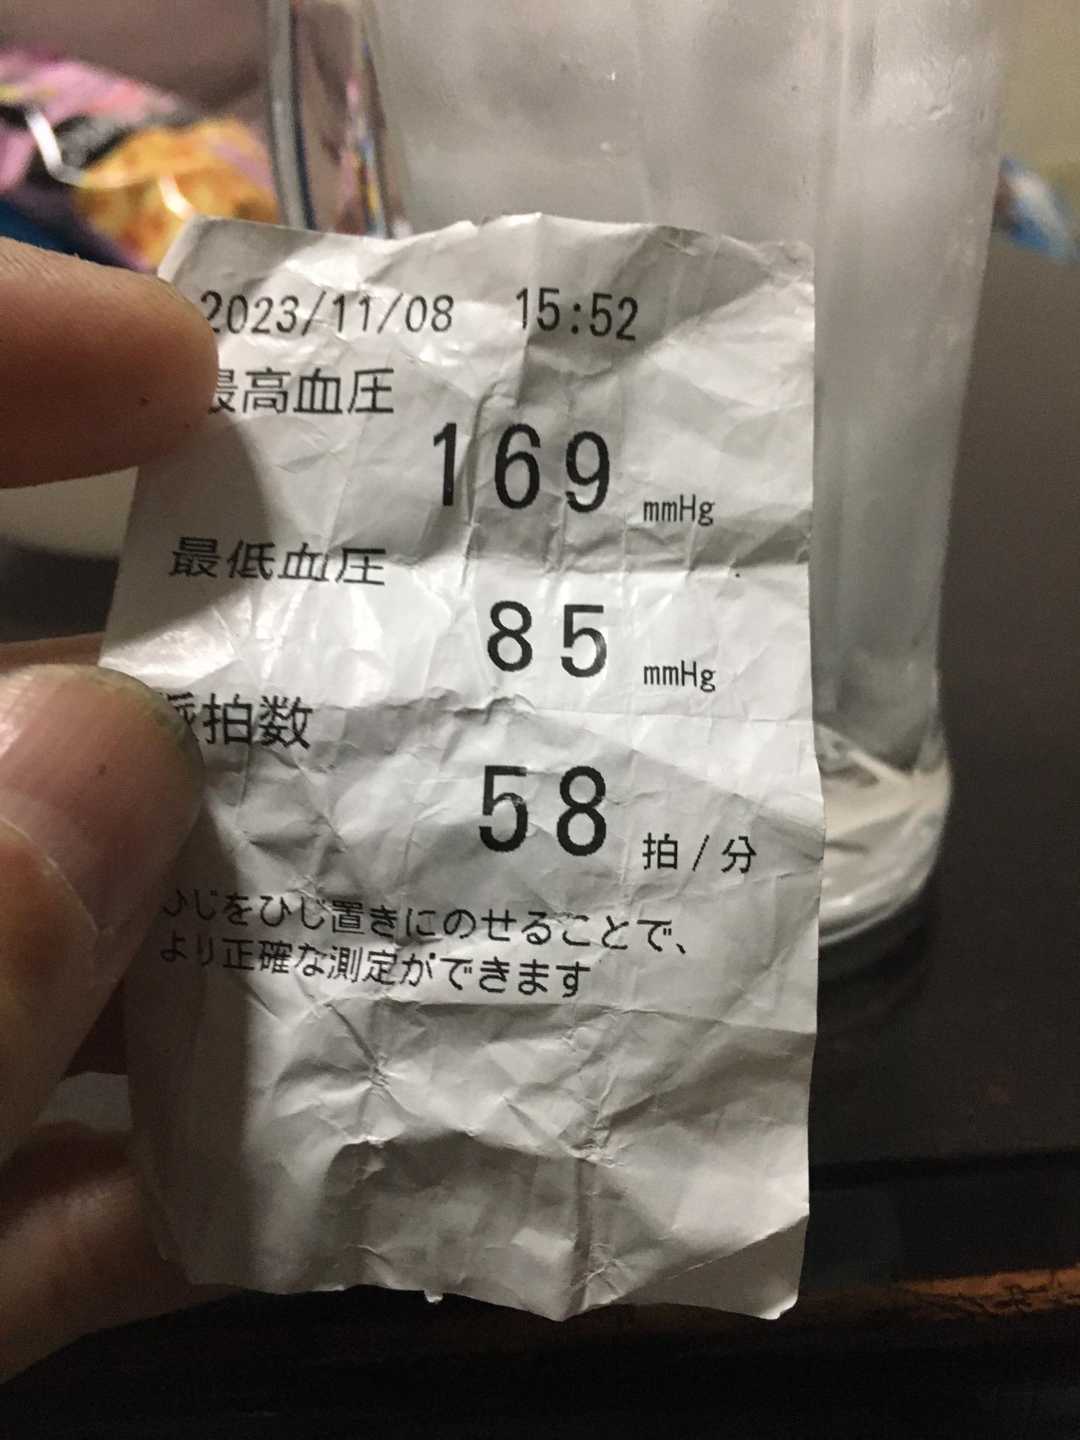 2023/11/08 15:52
最高血圧
169 mmHg
最低血圧
85 mmHg
脈拍数
58 拍/分
ひじをひじ置きにのせることで、
より正確な測定ができます